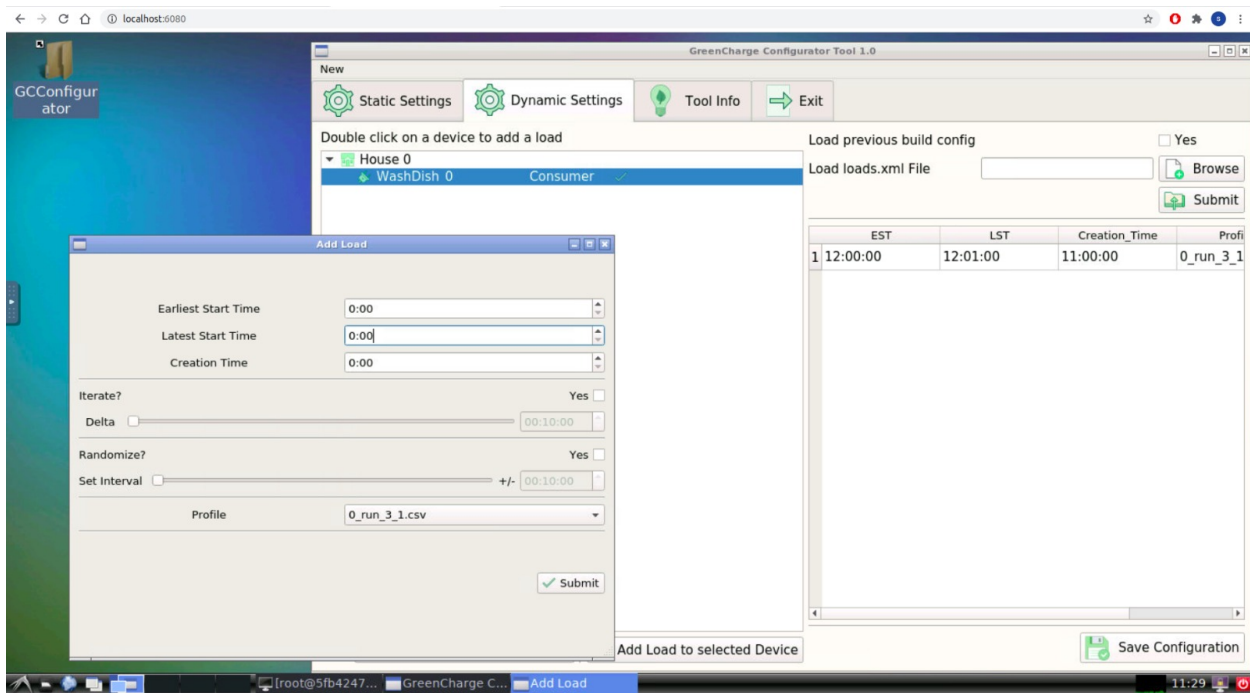 localhost:6080
GCConfigur
ator
GreenCharge Configurator Tool 1.0
New
Static Settings
Dynamic Settings
Tool Info
Exit
Double click on a device to add a load
House 0
WashDish 0 Consumer
Load previous build config Yes
Load loads.xml File Browse
Submit
EST LST Creation_Time Profi
1 12:00:00 12:01:00 11:00:00 0_run_3_1
Add Load
Earliest Start Time 0:00
Latest Start Time 0:00
Creation Time 0:00
Iterate? Yes
Delta 00:10:00
Randomize? Yes
Set Interval +/- 00:10:00
Profile 0_run_3_1.csv
Submit
Add Load to selected Device
Save Configuration
[root@5fb4247... GreenCharge C... Add Load 11:29